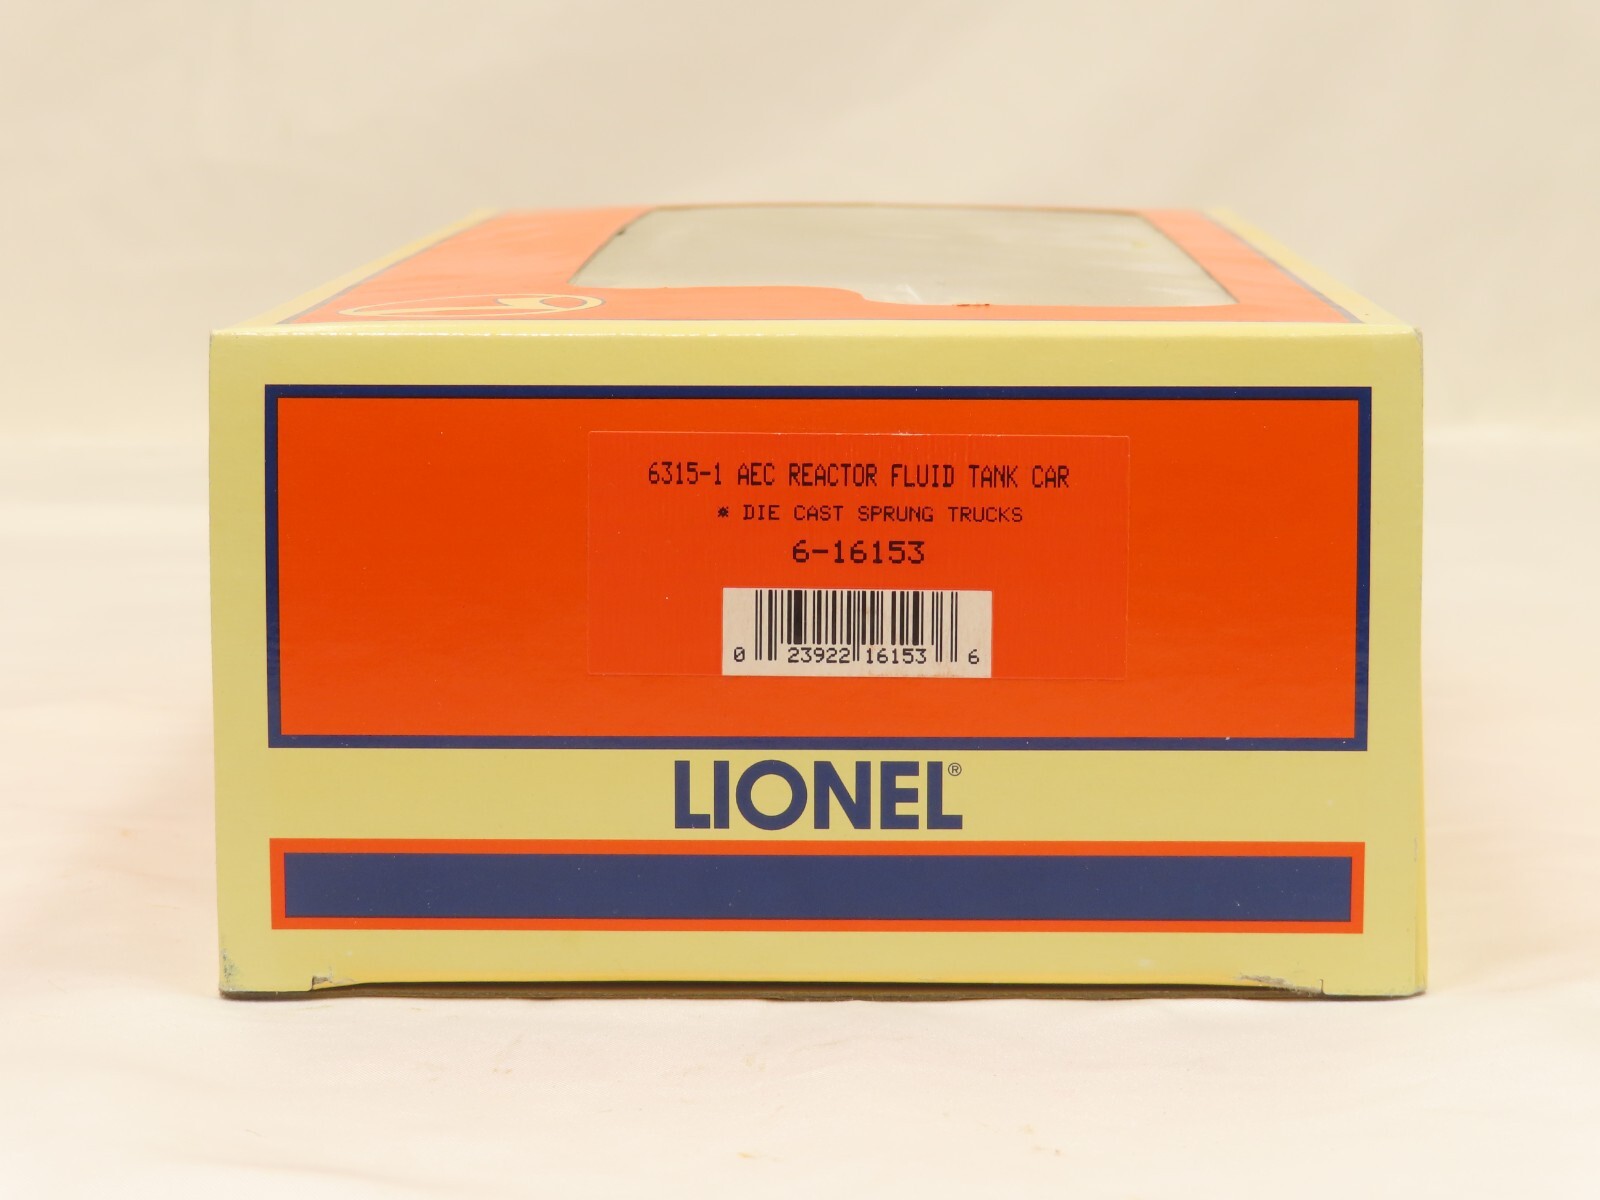 6315-1 AEC REACTOR FLUID TANK CAR
* DIE CAST SPRUNG TRUCKS
6-16153
0 23922 16153 6
LIONEL®